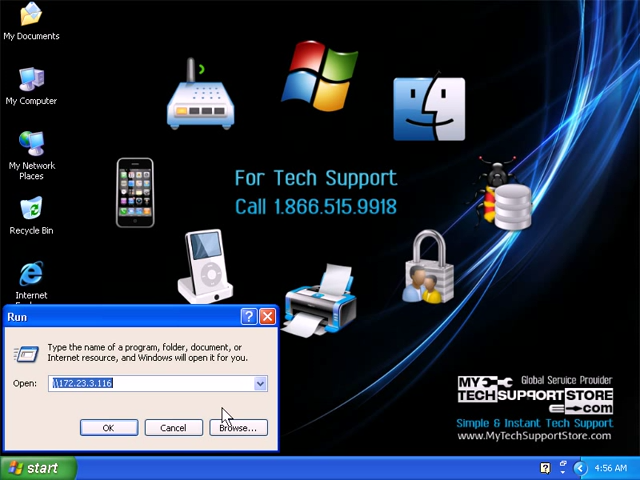 My Documents
My Computer
My Network
Places
Recycle Bin
Internet
For Tech Support
Call 1.866.515.9918
Run
Type the name of a program, folder, document, or
Internet resource, and Windows will open it for you.
Open:
\\172.23.3.116
OK
Cancel
Browse...
Global Service Provider
MY
TECHSUPPORTSTORE
.com
Simple & Instant Tech Support
www.MyTechSupportStore.com
start
4:56 AM